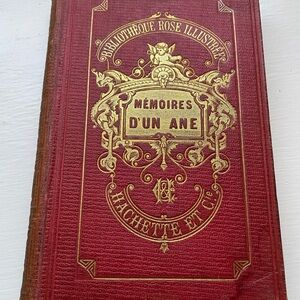 BIBLIOTHÈQUE ROSE ILLUSTRÉE
MÉMOIRES
D'UN ANE
HACHETTE ET Cie